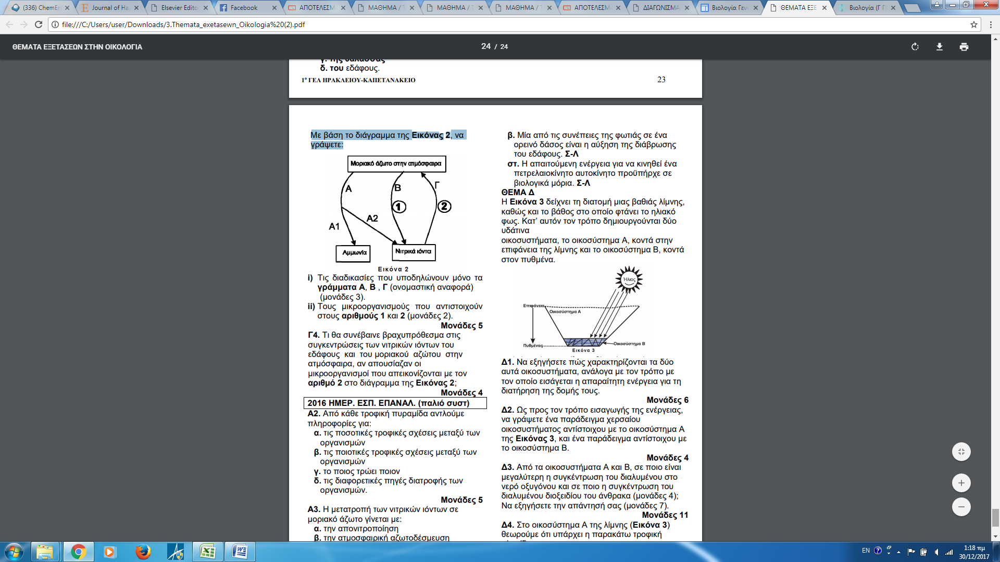 (336) ChemE
Journal of Ha
Elsevier Edito
Facebook
ΑΠΟΤΕΛΕΣΜ
ΜΑΘΗΜΑ / Τ
ΜΑΘΗΜΑ / Τ
ΜΑΘΗΜΑ / Τ
ΑΠΟΤΕΛΕΣΜ
ΔΙΑΓΩΝΙΣΜΑ
Βιολογία Γενι
ΘΕΜΑΤΑ ΕΞΕ
Βιολογία (Γ Γ
file:///C:/Users/user/Downloads/3.Themata_exetasewn_Oikologia%20(2).pdf
ΘΕΜΑΤΑ ΕΞΕΤΑΣΕΩΝ ΣΤΗΝ ΟΙΚΟΛΟΓΙΑ
24 / 24
γ. της θάλασσας
δ. του εδάφους.
1ο ΓΕΛ ΗΡΑΚΛΕΙΟΥ-ΚΑΠΕΤΑΝΑΚΕΙΟ
23
Με βάση το διάγραμμα της Εικόνας 2, να
γράψετε:
Μοριακό άζωτο στην ατμόσφαιρα
Α
Β
Γ
1
2
Α2
Α1
Αμμωνία
Νιτρικά ιόντα
Εικόνα 2
i) Τις διαδικασίες που υποδηλώνουν μόνο τα
γράμματα Α, Β , Γ (ονομαστική αναφορά)
(μονάδες 3).
ii) Τους μικροοργανισμούς που αντιστοιχούν
στους αριθμούς 1 και 2 (μονάδες 2).
Μονάδες 5
Γ4. Τι θα συνέβαινε βραχυπρόθεσμα στις
συγκεντρώσεις των νιτρικών ιόντων του
εδάφους και του μοριακού αζώτου στην
ατμόσφαιρα, αν απουσίαζαν οι
μικροοργανισμοί που απεικονίζονται με τον
αριθμό 2 στο διάγραμμα της Εικόνας 2;
Μονάδες 4
2016 ΗΜΕΡ. ΕΣΠ. ΕΠΑΝΑΛ. (παλιό συστ)
Α2. Από κάθε τροφική πυραμίδα αντλούμε
πληροφορίες για:
α. τις ποσοτικές τροφικές σχέσεις μεταξύ των
οργανισμών
β. τις ποιοτικές τροφικές σχέσεις μεταξύ των
οργανισμών
γ. το ποιος τρώει ποιον
δ. τις διαφορετικές πηγές διατροφής των
οργανισμών.
Μονάδες 5
Α3. Η μετατροπή των νιτρικών ιόντων σε
μοριακό άζωτο γίνεται με:
α. την απονιτροποίηση
β. την ατμοσφαιρική αζωτοδέσμευση
β. Μία από τις συνέπειες της φωτιάς σε ένα
ορεινό δάσος είναι η αύξηση της διάβρωσης
του εδάφους. Σ-Λ
στ. Η απαιτούμενη ενέργεια για να κινηθεί ένα
πετρελαιοκίνητο αυτοκίνητο προϋπήρχε σε
βιολογικά μόρια. Σ-Λ
ΘΕΜΑ Δ
Η Εικόνα 3 δείχνει τη διατομή μιας βαθιάς λίμνης,
καθώς και το βάθος στο οποίο φτάνει το ηλιακό
φως. Κατ’ αυτόν τον τρόπο δημιουργούνται δύο
υδάτινα
οικοσυστήματα, το οικοσύστημα Α, κοντά στην
επιφάνεια της λίμνης και το οικοσύστημα Β, κοντά
στον πυθμένα.
Ήλιος
Επιφάνεια
Οικοσύστημα Α
Πυθμένας
Οικοσύστημα Β
Εικόνα 3
Δ1. Να εξηγήσετε πώς χαρακτηρίζονται τα δύο
αυτά οικοσυστήματα, ανάλογα με τον τρόπο με
τον οποίο εισάγεται η απαραίτητη ενέργεια για τη
διατήρηση της δομής τους.
Μονάδες 6
Δ2. Ως προς τον τρόπο εισαγωγής της ενέργειας,
να γράψετε ένα παράδειγμα χερσαίου
οικοσυστήματος αντίστοιχου με το οικοσύστημα Α
της Εικόνας 3, και ένα παράδειγμα αντίστοιχου με
το οικοσύστημα Β.
Μονάδες 4
Δ3. Από τα οικοσυστήματα Α και Β, σε ποιο είναι
μεγαλύτερη η συγκέντρωση του διαλυμένου στο
νερό οξυγόνου και σε ποιο η συγκέντρωση του
διαλυμένου διοξειδίου του άνθρακα (μονάδες 4);
Να εξηγήσετε την απάντησή σας (μονάδες 7).
Μονάδες 11
Δ4. Στο οικοσύστημα Α της λίμνης (Εικόνα 3)
θεωρούμε ότι υπάρχει η παρακάτω τροφική
EN
1:18 πμ
30/12/2017